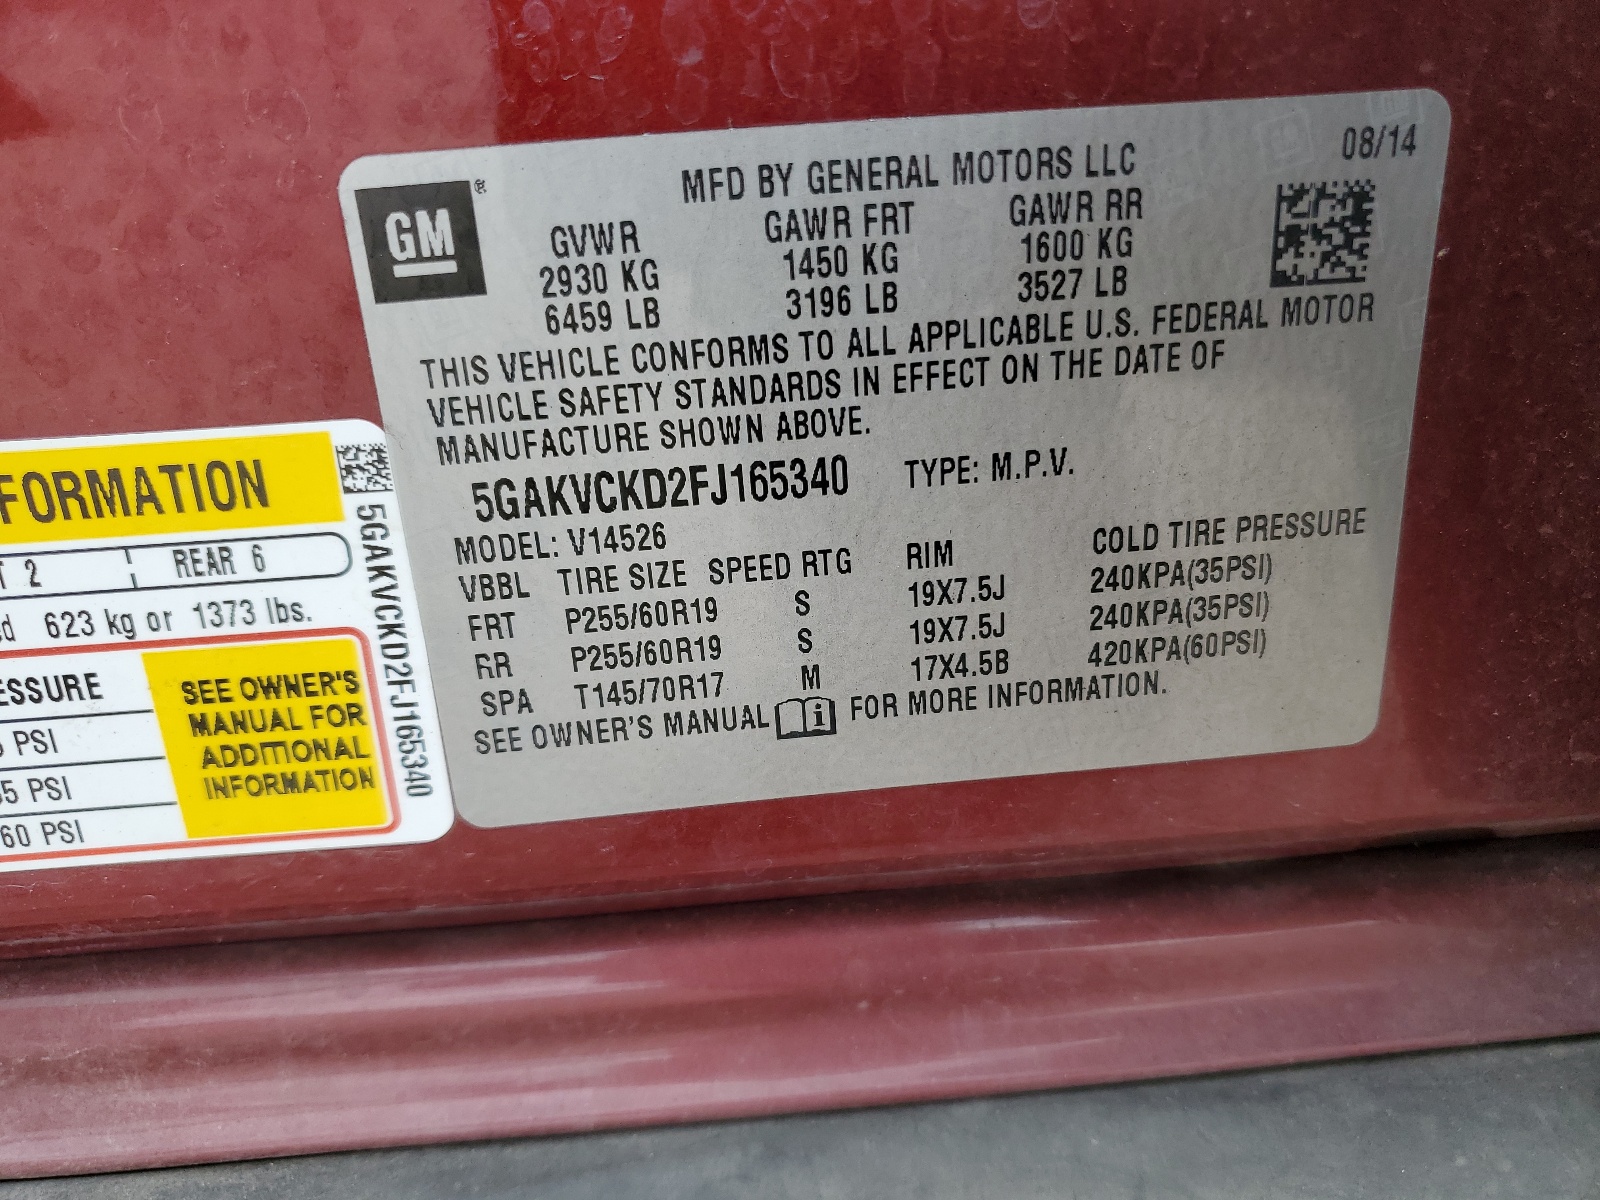 MFD BY GENERAL MOTORS LLC 08/14
GM ®
GVWR GAWR FRT GAWR RR
2930 KG 1450 KG 1600 KG
6459 LB 3196 LB 3527 LB
THIS VEHICLE CONFORMS TO ALL APPLICABLE U.S. FEDERAL MOTOR
VEHICLE SAFETY STANDARDS IN EFFECT ON THE DATE OF
MANUFACTURE SHOWN ABOVE.
5GAKVCKD2FJ165340 TYPE: M.P.V.
MODEL: V14526
VBBL TIRE SIZE SPEED RTG RIM COLD TIRE PRESSURE
FRT P255/60R19 S 19X7.5J 240KPA(35PSI)
RR P255/60R19 S 19X7.5J 240KPA(35PSI)
SPA T145/70R17 M 17X4.5B 420KPA(60PSI)
SEE OWNER'S MANUAL i FOR MORE INFORMATION.
FORMATION
T 2 REAR 6
d 623 kg or 1373 lbs.
ESSURE
PSI
5 PSI
60 PSI
SEE OWNER'S
MANUAL FOR
ADDITIONAL
INFORMATION
5GAKVCKD2FJ165340